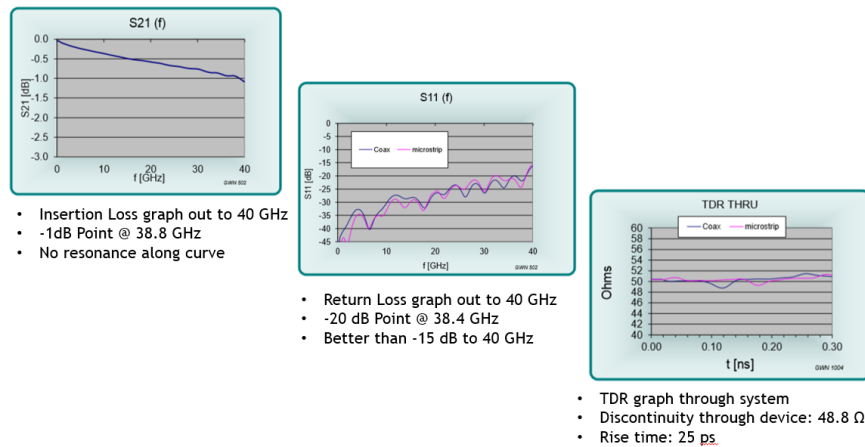 S21 (f)
S21 [dB]
0.0
-0.5
-1.0
-1.5
-2.0
-2.5
-3.0
0 10 20 30 40
f [GHz]
GWN 502
• Insertion Loss graph out to 40 GHz
• -1dB Point @ 38.8 GHz
• No resonance along curve
S11 (f)
Coax microstrip
S11 [dB]
0
-5
-10
-15
-20
-25
-30
-35
-40
-45
0 10 20 30 40
f [GHz]
GWN 502
• Return Loss graph out to 40 GHz
• -20 dB Point @ 38.4 GHz
• Better than -15 dB to 40 GHz
TDR THRU
Coax microstrip
Ohms
60
58
56
54
52
50
48
46
44
42
40
0.00 0.10 0.20 0.30
t [ns]
GWN 1004
• TDR graph through system
• Discontinuity through device: 48.8 Ω
• Rise time: 25 ps